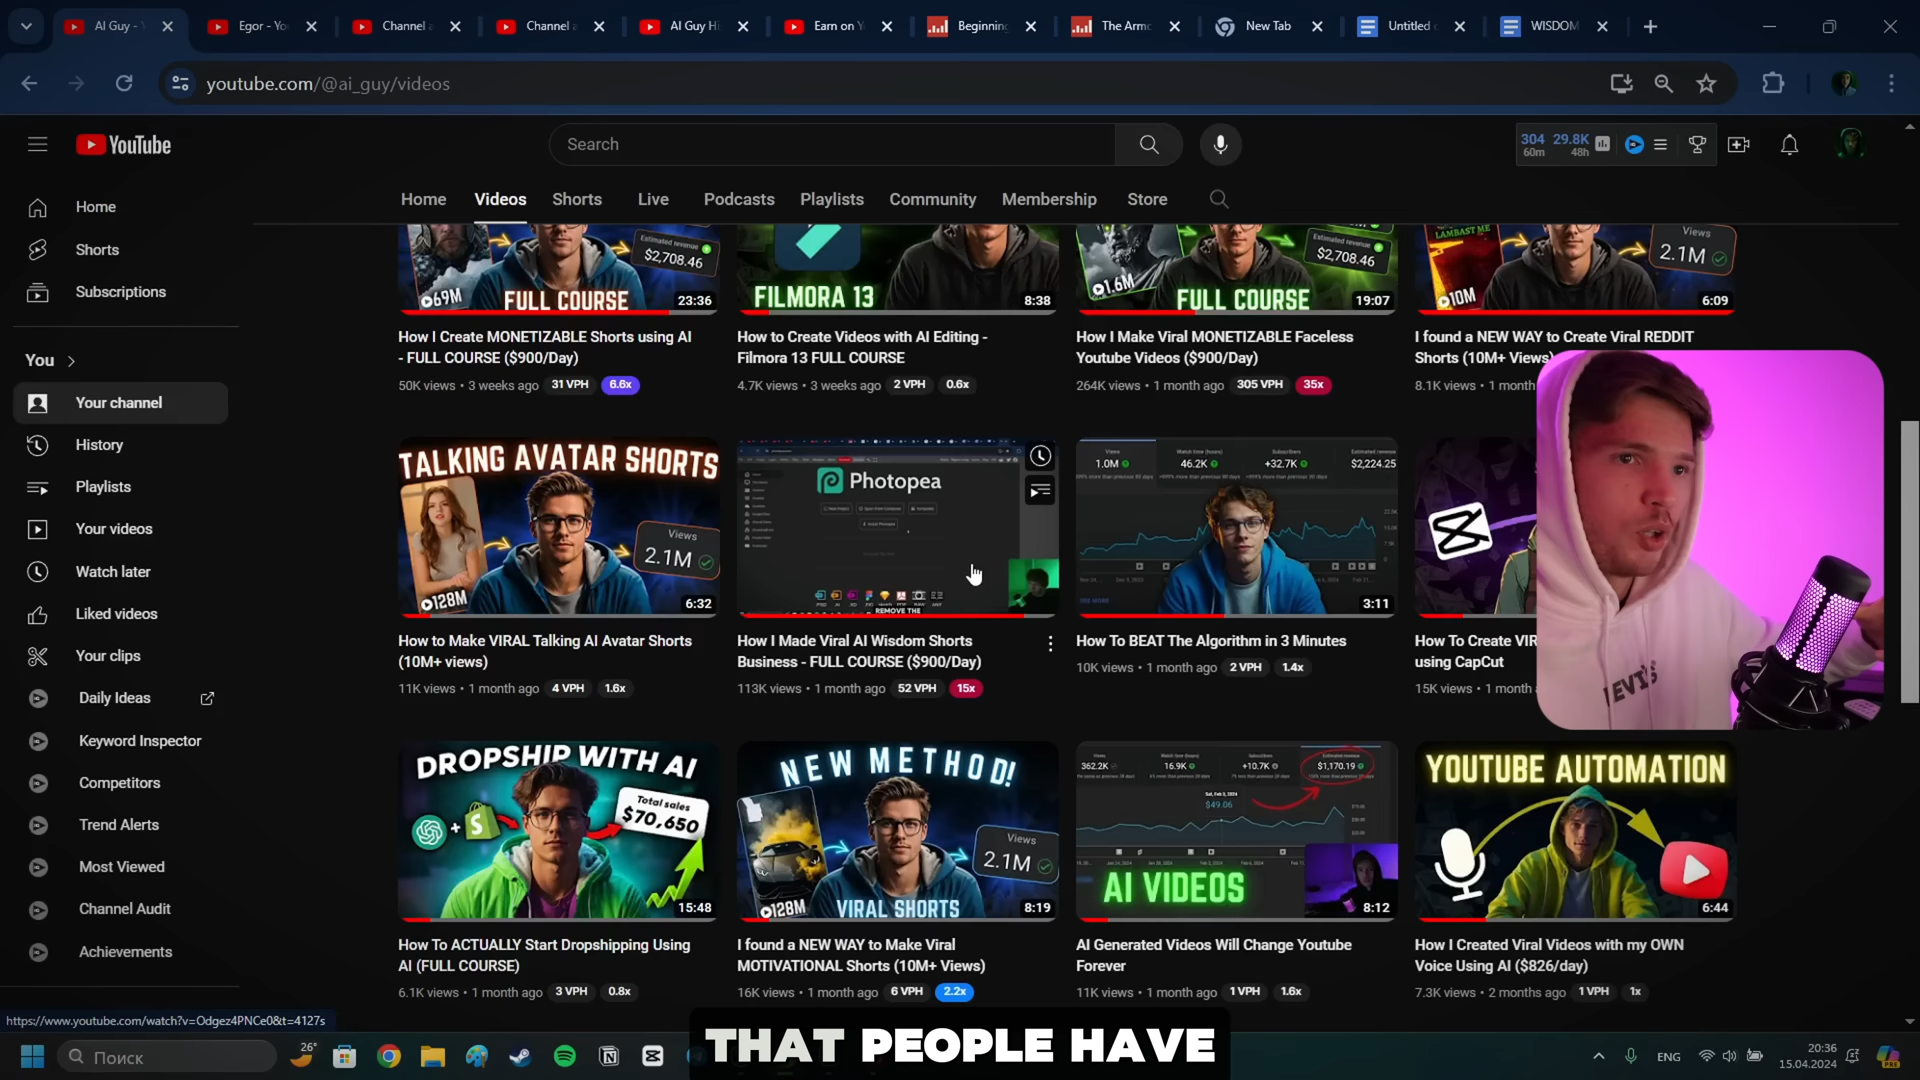 AI Guy -
Egor - Yo
Channel
Channel
AI Guy Hi
Earn on Y
Beginning
The Armo
New Tab
Untitled
WISDOM
youtube.com/@ai_guy/videos
YouTube
Search
304 29.8K
60m 48h
Home Videos Shorts Live Podcasts Playlists Community Membership Store
Home
Shorts
Subscriptions
You
Your channel
History
Playlists
Your videos
Watch later
Liked videos
Your clips
Daily Ideas
Keyword Inspector
Competitors
Trend Alerts
Most Viewed
Channel Audit
Achievements
Estimated revenue
$2,708.46
69M
FULL COURSE
23:36
How I Create MONETIZABLE Shorts using AI
- FULL COURSE ($900/Day)
50K views • 3 weeks ago 31 VPH 6.6x
FILMORA 13
8:38
How to Create Videos with AI Editing -
Filmora 13 FULL COURSE
4.7K views • 3 weeks ago 2 VPH 0.6x
Estimated revenue
$2,708.46
1.6M
FULL COURSE
19:07
How I Make Viral MONETIZABLE Faceless
Youtube Videos ($900/Day)
264K views • 1 month ago 305 VPH 35x
LAMBAST ME
2.1M
10M
6:09
I found a NEW WAY to Create Viral REDDIT
Shorts (10M+ Views)
8.1K views • 1 month
TALKING AVATAR SHORTS
Views
2.1M
128M
6:32
How to Make VIRAL Talking AI Avatar Shorts
(10M+ views)
11K views • 1 month ago 4 VPH 1.6x
Photopea
REMOVE THE
How I Made Viral AI Wisdom Shorts
Business - FULL COURSE ($900/Day)
113K views • 1 month ago 52 VPH 15x
Views
1.0M
Watch time (hours)
46.2K
Subscribers
+32.7K
$2,224.25
3:11
How To BEAT The Algorithm in 3 Minutes
10K views • 1 month ago 2 VPH 1.4x
How To Create VIR
using CapCut
15K views • 1 month
LEVI'S
DROPSHIP WITH AI
Total sales
$70,650
15:48
How To ACTUALLY Start Dropshipping Using
AI (FULL COURSE)
6.1K views • 1 month ago 3 VPH 0.8x
NEW METHOD!
Views
2.1M
128M
VIRAL SHORTS
8:19
I found a NEW WAY to Make Viral
MOTIVATIONAL Shorts (10M+ Views)
16K views • 1 month ago 6 VPH 2.2x
362.2K
16.9K
+10.7K
$1,170.19
$49.06
AI VIDEOS
8:12
AI Generated Videos Will Change Youtube
Forever
11K views • 1 month ago 1 VPH 1.6x
YOUTUBE AUTOMATION
6:44
How I Created Viral Videos with my OWN
Voice Using AI ($826/day)
7.3K views • 2 months ago 1 VPH 1x
https://www.youtube.com/watch?v=Odgez4PNCe0&t=4127s
THAT PEOPLE HAVE
Поиск
26°
ENG
20:36
15.04.2024